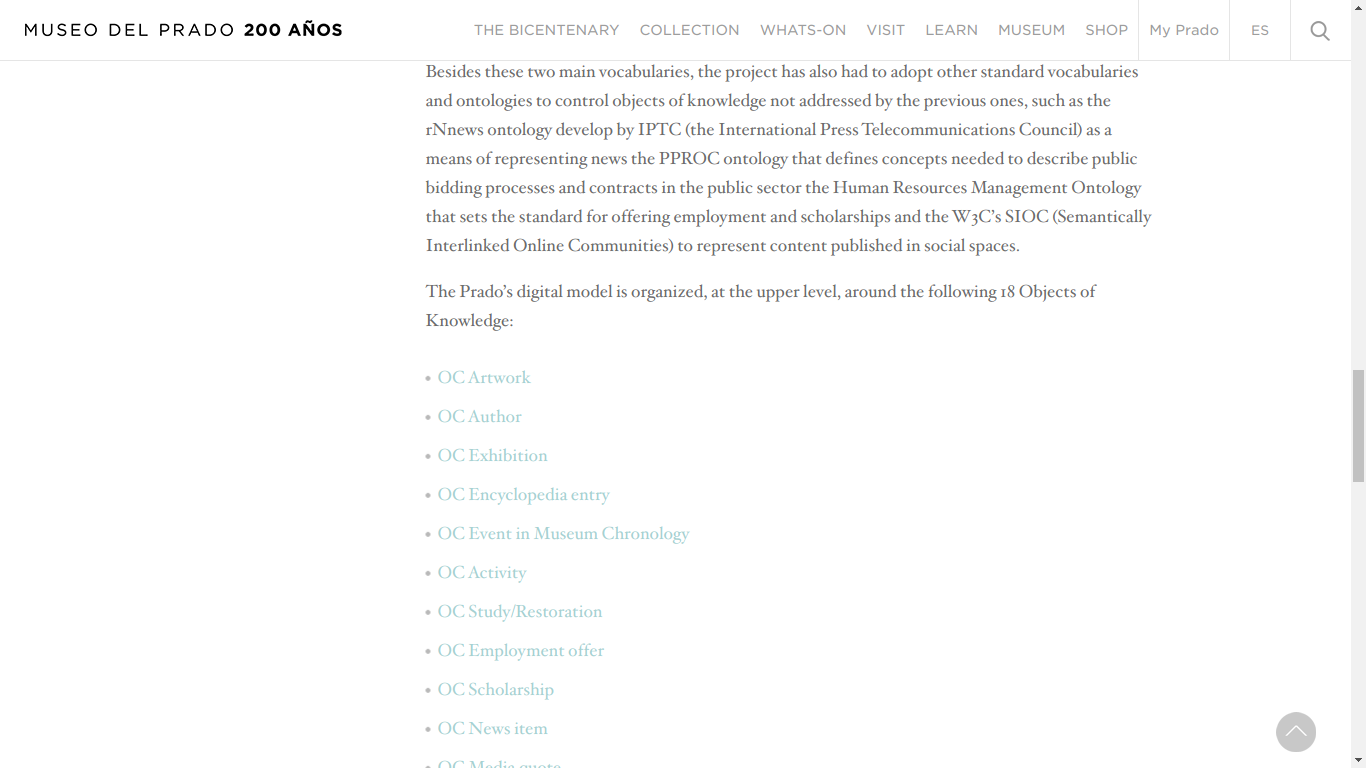 MUSEO DEL PRADO 200 AÑOS
THE BICENTENARY COLLECTION WHATS-ON VISIT LEARN MUSEUM SHOP My Prado ES
Besides these two main vocabularies, the project has also had to adopt other standard vocabularies
and ontologies to control objects of knowledge not addressed by the previous ones, such as the
rNnews ontology develop by IPTC (the International Press Telecommunications Council) as a
means of representing news the PPROC ontology that defines concepts needed to describe public
bidding processes and contracts in the public sector the Human Resources Management Ontology
that sets the standard for offering employment and scholarships and the W3C’s SIOC (Semantically
Interlinked Online Communities) to represent content published in social spaces.
The Prado’s digital model is organized, at the upper level, around the following 18 Objects of
Knowledge:
• OC Artwork
• OC Author
• OC Exhibition
• OC Encyclopedia entry
• OC Event in Museum Chronology
• OC Activity
• OC Study/Restoration
• OC Employment offer
• OC Scholarship
• OC News item
• OC Media quote